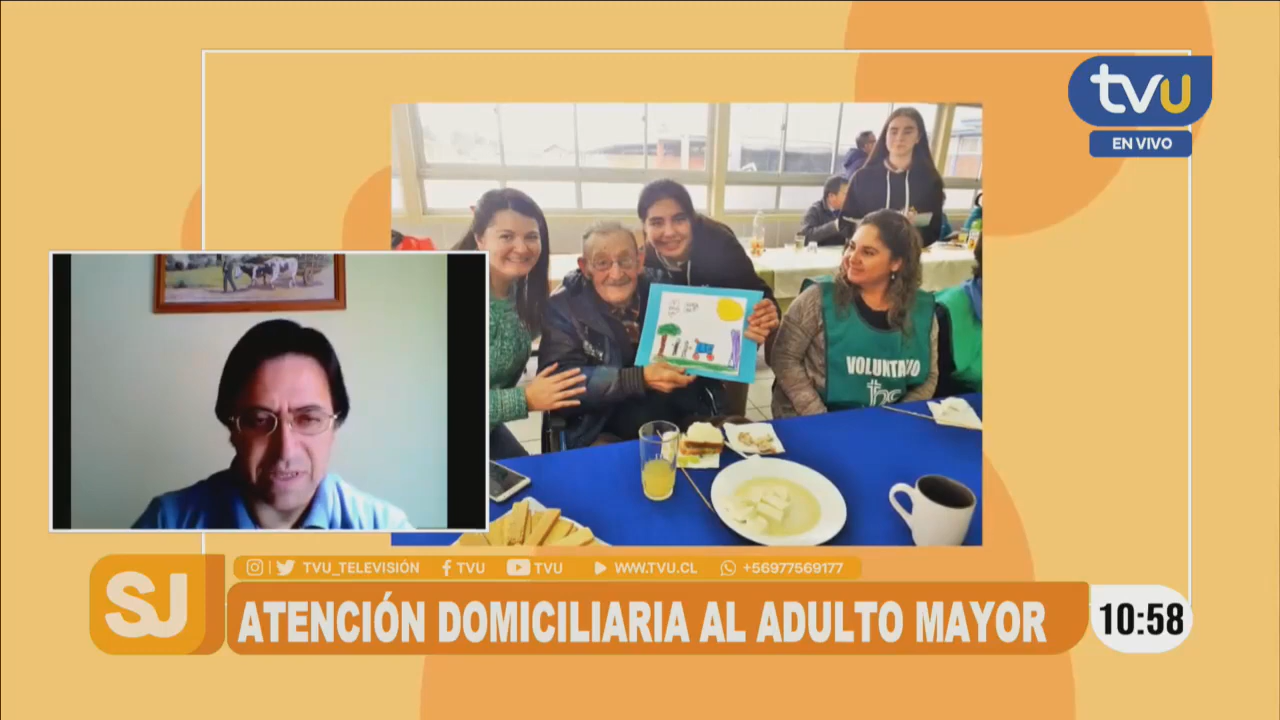 tvu
EN VIVO
VOLUNTARIO
SJ
TVU_TELEVISIÓN
TVU
TVU
WWW.TVU.CL
+56977569177
ATENCIÓN DOMICILIARIA AL ADULTO MAYOR
10:58